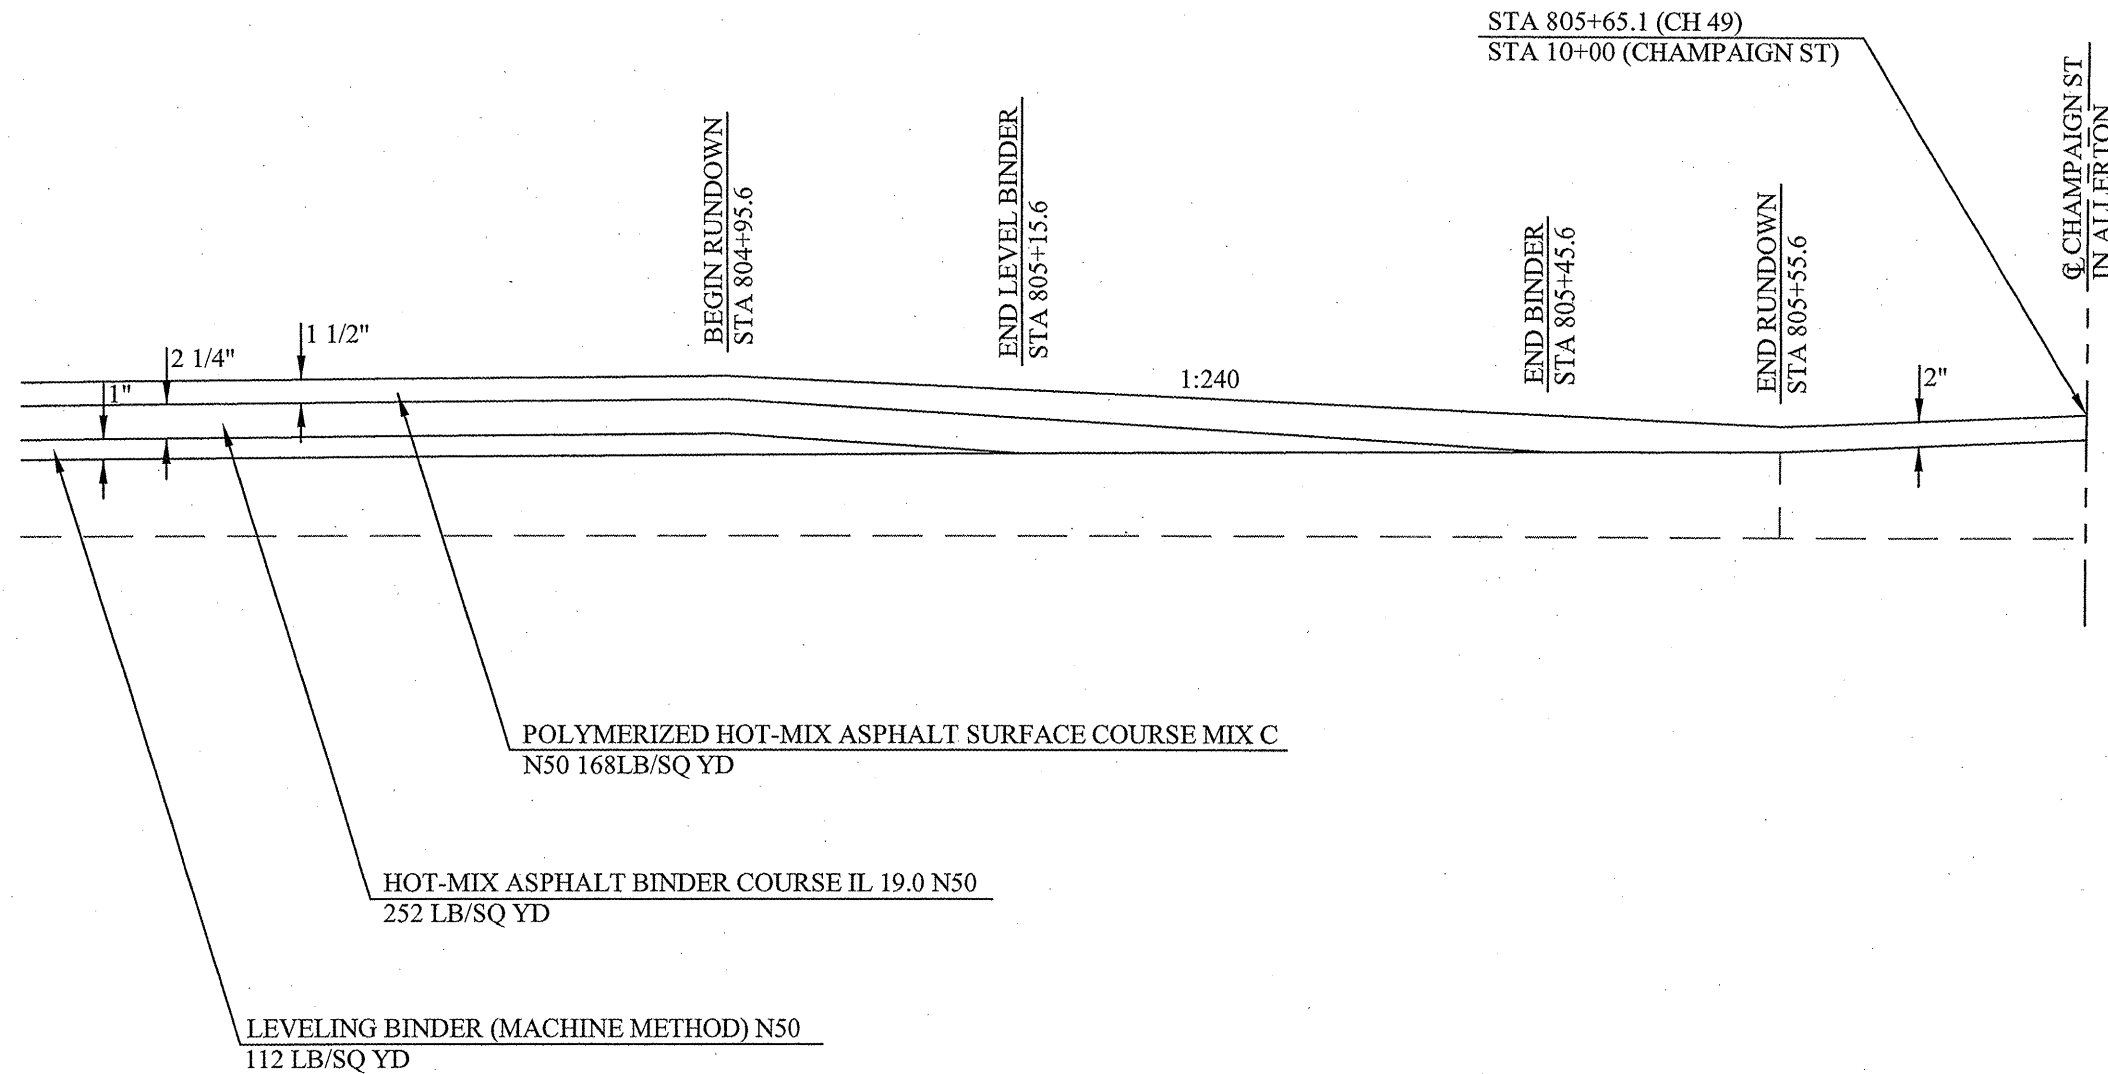 STA 805+65.1 (CH 49)
STA 10+00 (CHAMPAIGN ST)
℄ CHAMPAIGN ST
IN ALLERTON
BEGIN RUNDOWN
STA 804+95.6
END LEVEL BINDER
STA 805+15.6
END BINDER
STA 805+45.6
END RUNDOWN
STA 805+55.6
1 1/2"
2 1/4"
1"
1:240
2"
POLYMERIZED HOT-MIX ASPHALT SURFACE COURSE MIX C
N50 168LB/SQ YD
HOT-MIX ASPHALT BINDER COURSE IL 19.0 N50
252 LB/SQ YD
LEVELING BINDER (MACHINE METHOD) N50
112 LB/SQ YD